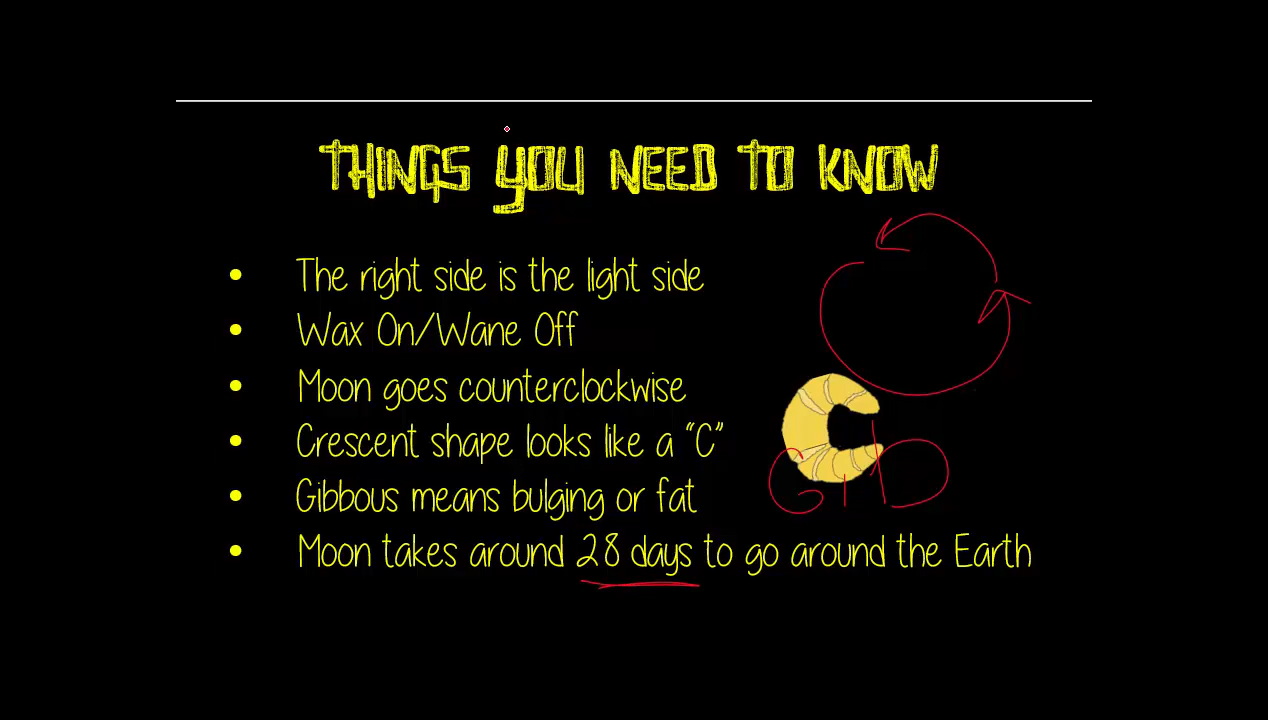 THINGS YOU NEED TO KNOW
• The right side is the light side
• Wax On/Wane Off
• Moon goes counterclockwise
• Crescent shape looks like a "C"
• Gibbous means bulging or fat
• Moon takes around 28 days to go around the Earth